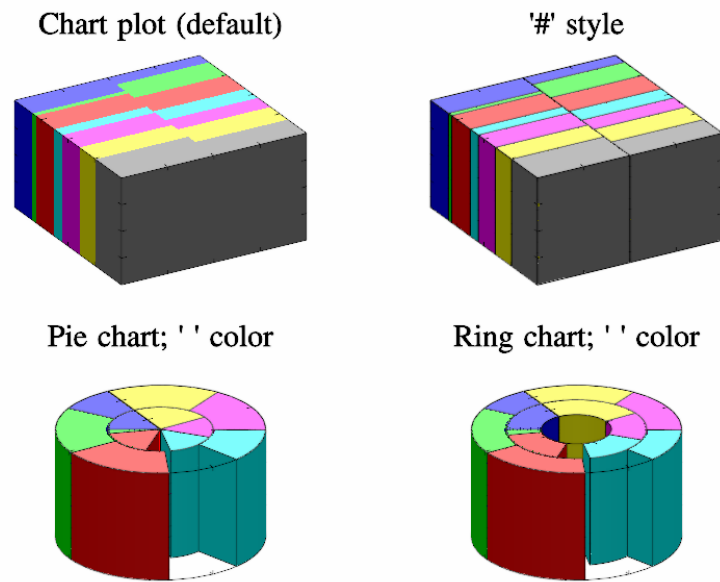 Chart plot (default)
'#' style
Pie chart; ' ' color
Ring chart; ' ' color